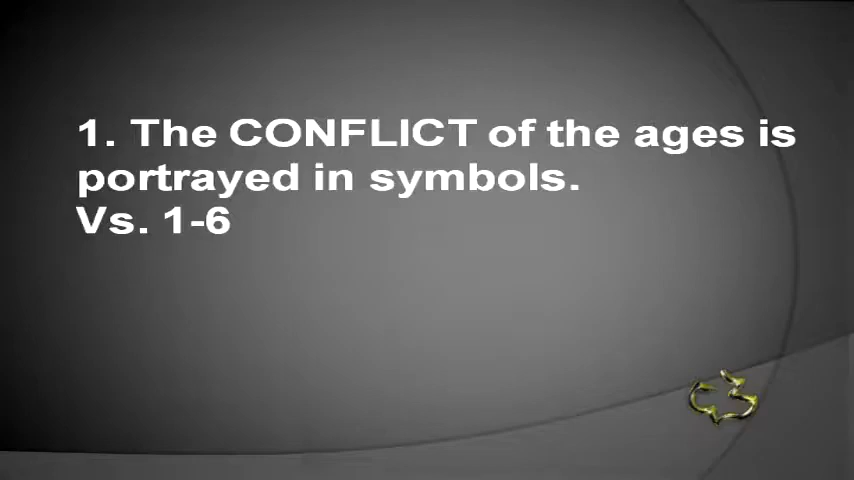 1. The CONFLICT of the ages is
portrayed in symbols.
Vs. 1-6